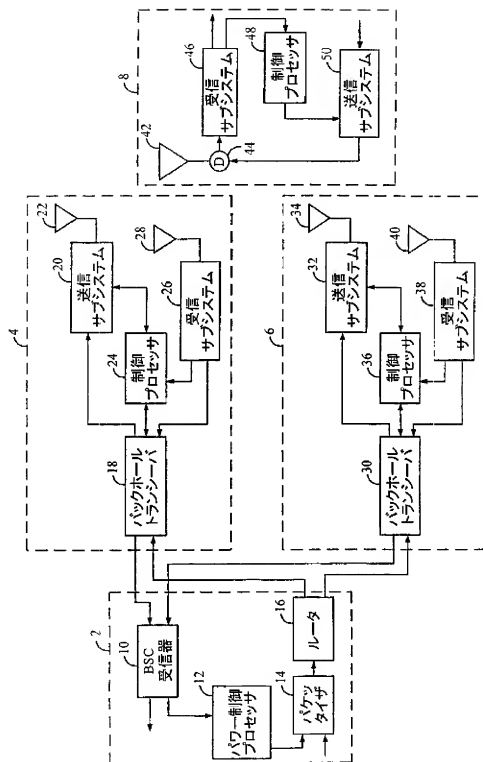 2
10
BSC
受信器
12
パワー制御
プロセッサ
14
パケッ
タイザ
16
ルータ
4
18
バックホール
トランシーバ
20
送信
サブシステム
22
24
制御
プロセッサ
26
受信
サブシステム
28
6
30
バックホール
トランシーバ
32
送信
サブシステム
34
36
制御
プロセッサ
38
受信
サブシステム
40
8
42
D
44
46
受信
サブシステム
48
制御
プロセッサ
50
送信
サブシステム